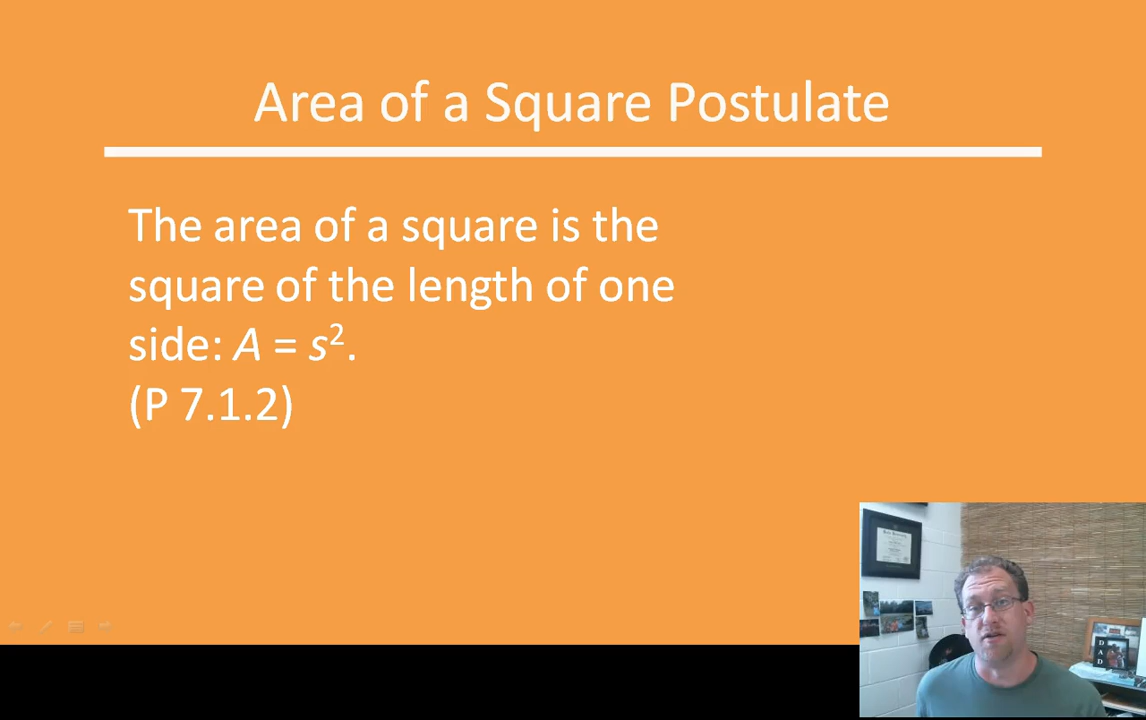 Area of a Square Postulate
The area of a square is the
square of the length of one
side: A = s².
(P 7.1.2)
DAD